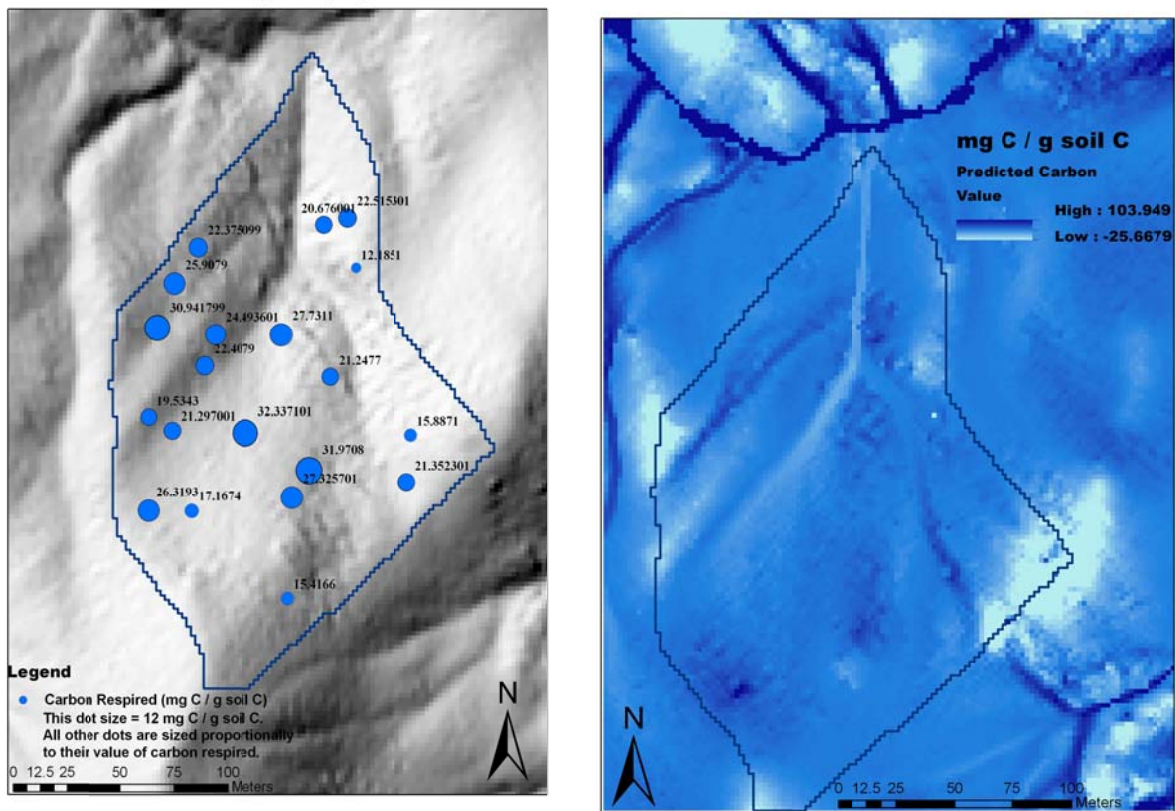 22.515301
20.676001
22.375099
12.1851
25.9079
30.941799
24.493601
27.7311
22.4079
21.2477
19.5343
21.297001
32.337101
15.8871
31.9708
21.352301
27.325701
26.3193
17.1674
15.4166
Legend
Carbon Respired (mg C / g soil C)
This dot size = 12 mg C / g soil C.
All other dots are sized proportionally
to their value of carbon respired.
0 12.5 25 50 75 100
Meters
N
mg C / g soil C
Predicted Carbon
Value
High : 103.949
Low : -25.6679
N
0 12.5 25 50 75 100
Meters